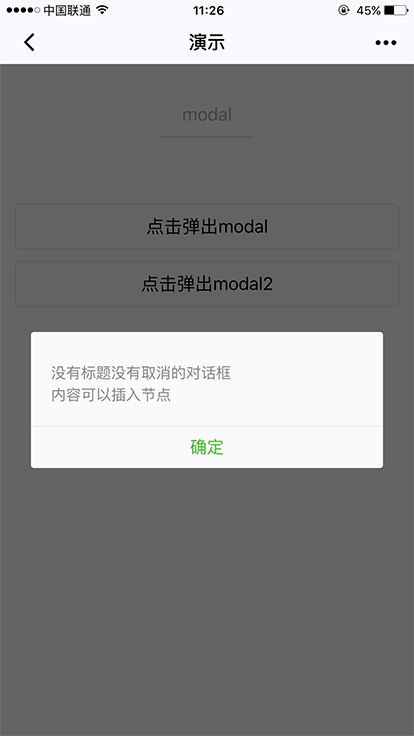 中国联通 11:26 45%
演示
modal
点击弹出modal
点击弹出modal2
没有标题没有取消的对话框
内容可以插入节点
确定